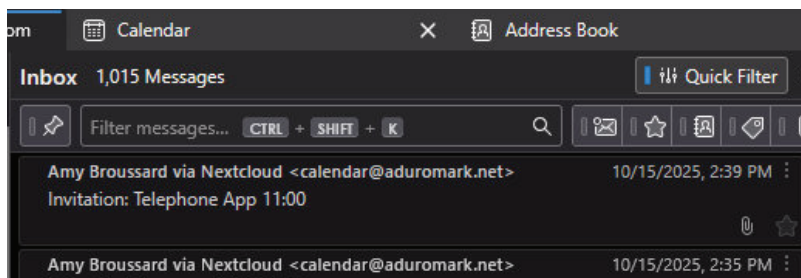 om Calendar Address Book
Inbox 1,015 Messages Quick Filter
Filter messages... CTRL + SHIFT + K
Amy Broussard via Nextcloud <calendar@aduromark.net> 10/15/2025, 2:39 PM
Invitation: Telephone App 11:00
Amy Broussard via Nextcloud <calendar@aduromark.net> 10/15/2025, 2:35 PM